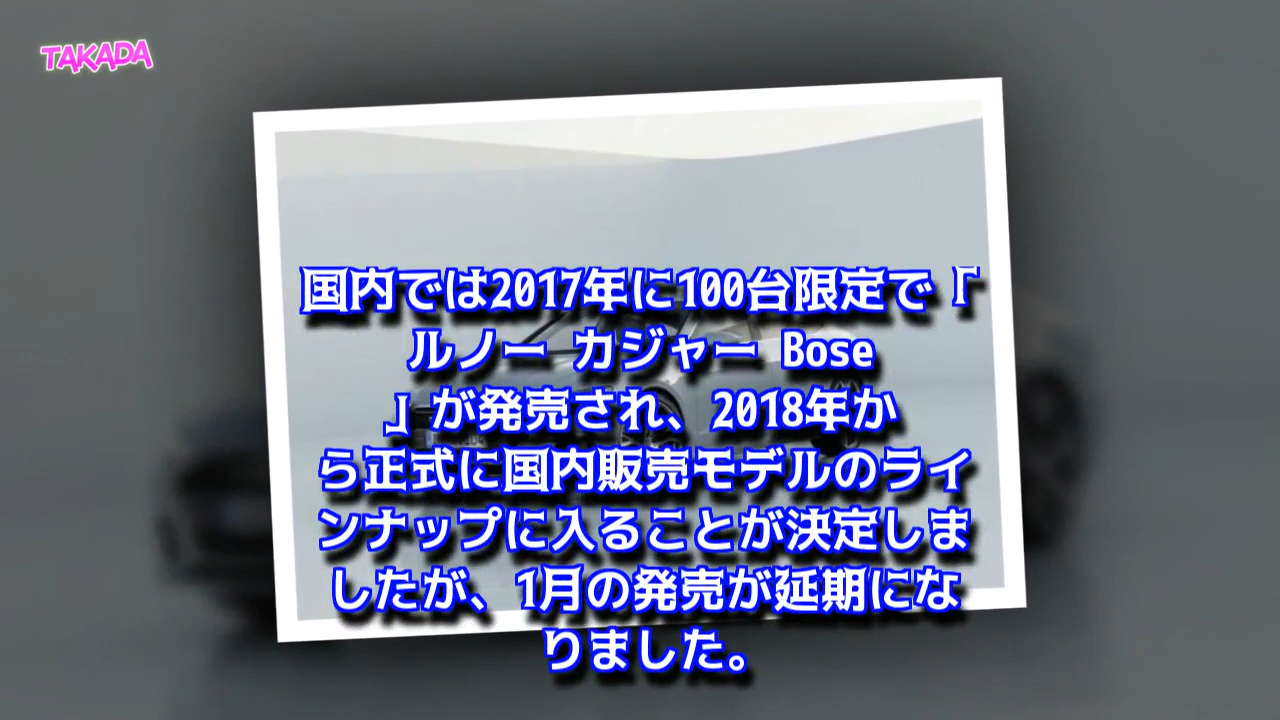 TAKADA
国内では2017年に100台限定で『
ルノー カジャー Bose
』が発売され、2018年か
ら正式に国内販売モデルのライ
ンナップに入ることが決定しま
したが、1月の発売が延期にな
りました。